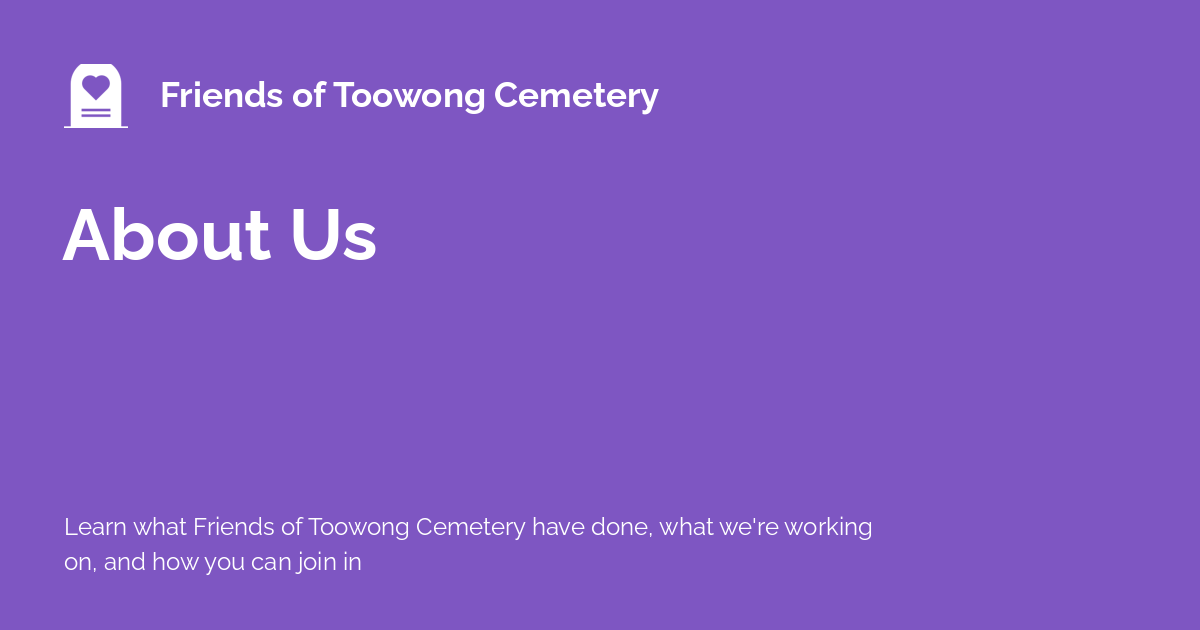 Friends of Toowong Cemetery
About Us
Learn what Friends of Toowong Cemetery have done, what we're working
on, and how you can join in